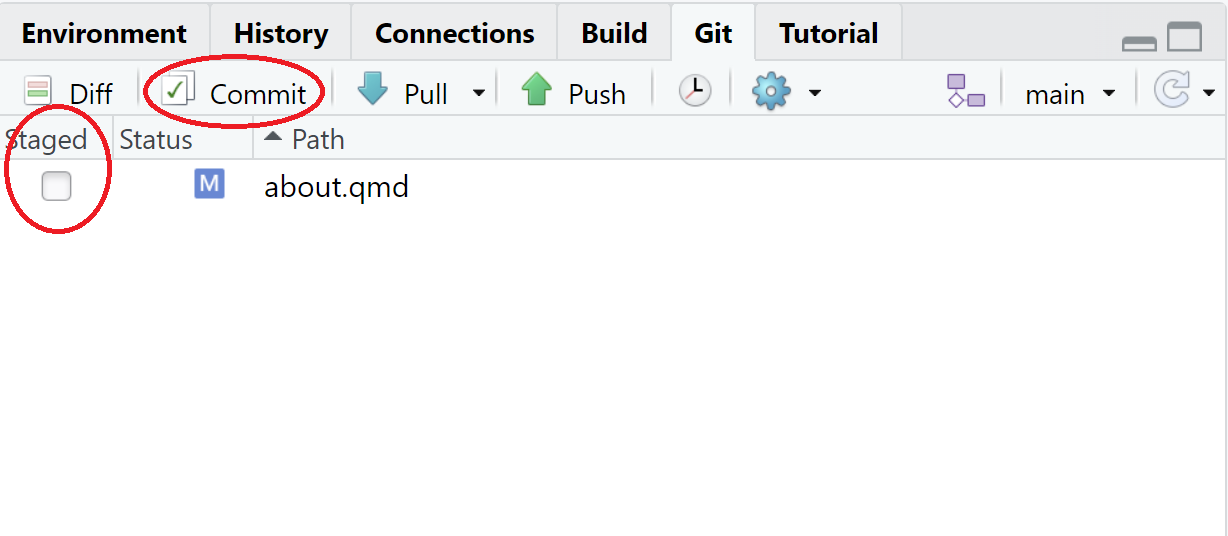 Environment History Connections Build Git Tutorial
Diff Commit Pull Push main
Staged Status Path
M about.qmd